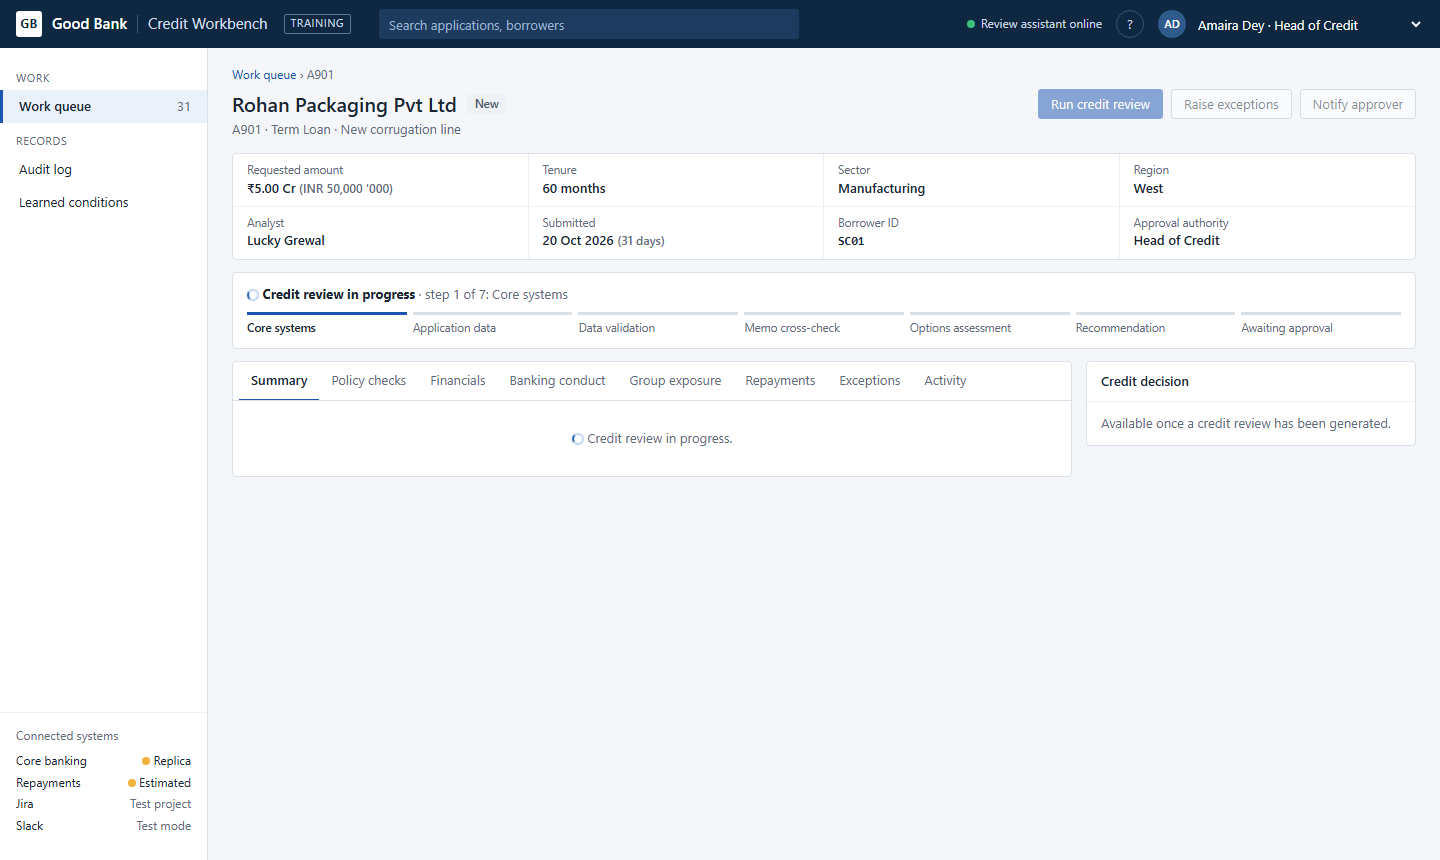 GB Good Bank Credit Workbench TRAINING Search applications, borrowers Review assistant online ? AD Amaira Dey · Head of Credit
WORK
Work queue 31
RECORDS
Audit log
Learned conditions
Connected systems
Core banking Replica
Repayments Estimated
Jira Test project
Slack Test mode
Work queue › A901
Rohan Packaging Pvt Ltd New
A901 · Term Loan · New corrugation line
Run credit review Raise exceptions Notify approver
Requested amount Tenure Sector Region
₹5.00 Cr (INR 50,000 '000) 60 months Manufacturing West
Analyst Submitted Borrower ID Approval authority
Lucky Grewal 20 Oct 2026 (31 days) SC01 Head of Credit
Credit review in progress · step 1 of 7: Core systems
Core systems Application data Data validation Memo cross-check Options assessment Recommendation Awaiting approval
Summary Policy checks Financials Banking conduct Group exposure Repayments Exceptions Activity
Credit review in progress.
Credit decision
Available once a credit review has been generated.